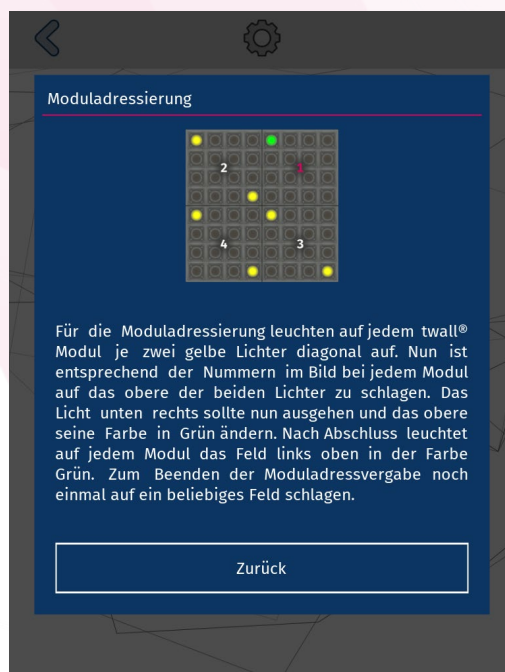 Moduladressierung
2 1
4 3
Für die Moduladressierung leuchten auf jedem twall®
Modul je zwei gelbe Lichter diagonal auf. Nun ist
entsprechend der Nummern im Bild bei jedem Modul
auf das obere der beiden Lichter zu schlagen. Das
Licht unten rechts sollte nun ausgehen und das obere
seine Farbe in Grün ändern. Nach Abschluss leuchtet
auf jedem Modul das Feld links oben in der Farbe
Grün. Zum Beenden der Moduladressvergabe noch
einmal auf ein beliebiges Feld schlagen.
Zurück